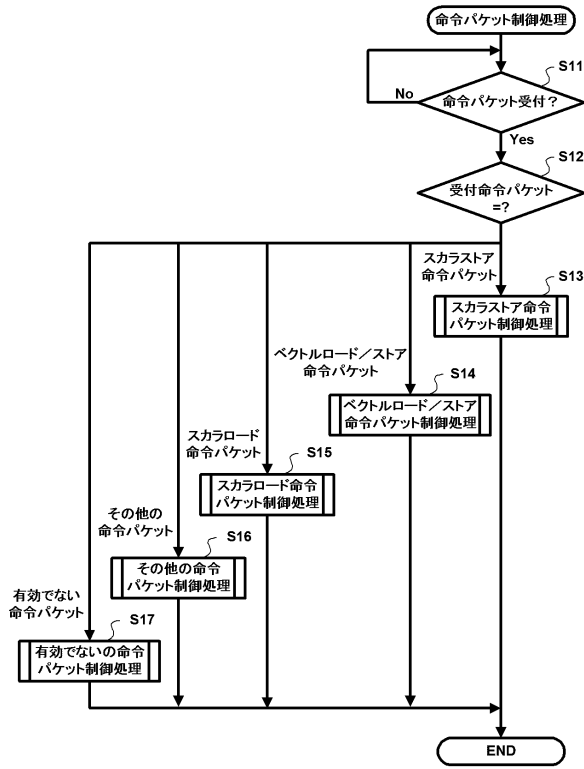 命令パケット制御処理
S11
命令パケット受付？
No
Yes
S12
受付命令パケット
=?
スカラストア
命令パケット
S13
スカラストア命令
パケット制御処理
ベクトルロード／ストア
命令パケット
S14
ベクトルロード／ストア
命令パケット制御処理
スカラロード
命令パケット
S15
スカラロード命令
パケット制御処理
その他の
命令パケット
S16
その他の命令
パケット制御処理
有効でない
命令パケット
S17
有効でないの命令
パケット制御処理
END